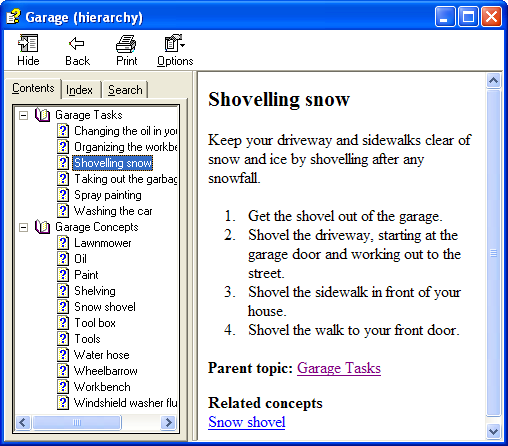 Garage (hierarchy)
Hide Back Print Options
Contents Index Search
Garage Tasks
Changing the oil in you
Organizing the workbe
Shovelling snow
Taking out the garbag
Spray painting
Washing the car
Garage Concepts
Lawnmower
Oil
Paint
Shelving
Snow shovel
Tool box
Tools
Water hose
Wheelbarrow
Workbench
Windshield washer flu
Shovelling snow
Keep your driveway and sidewalks clear of
snow and ice by shovelling after any
snowfall.
1. Get the shovel out of the garage.
2. Shovel the driveway, starting at the
garage door and working out to the
street.
3. Shovel the sidewalk in front of your
house.
4. Shovel the walk to your front door.
Parent topic: Garage Tasks
Related concepts
Snow shovel